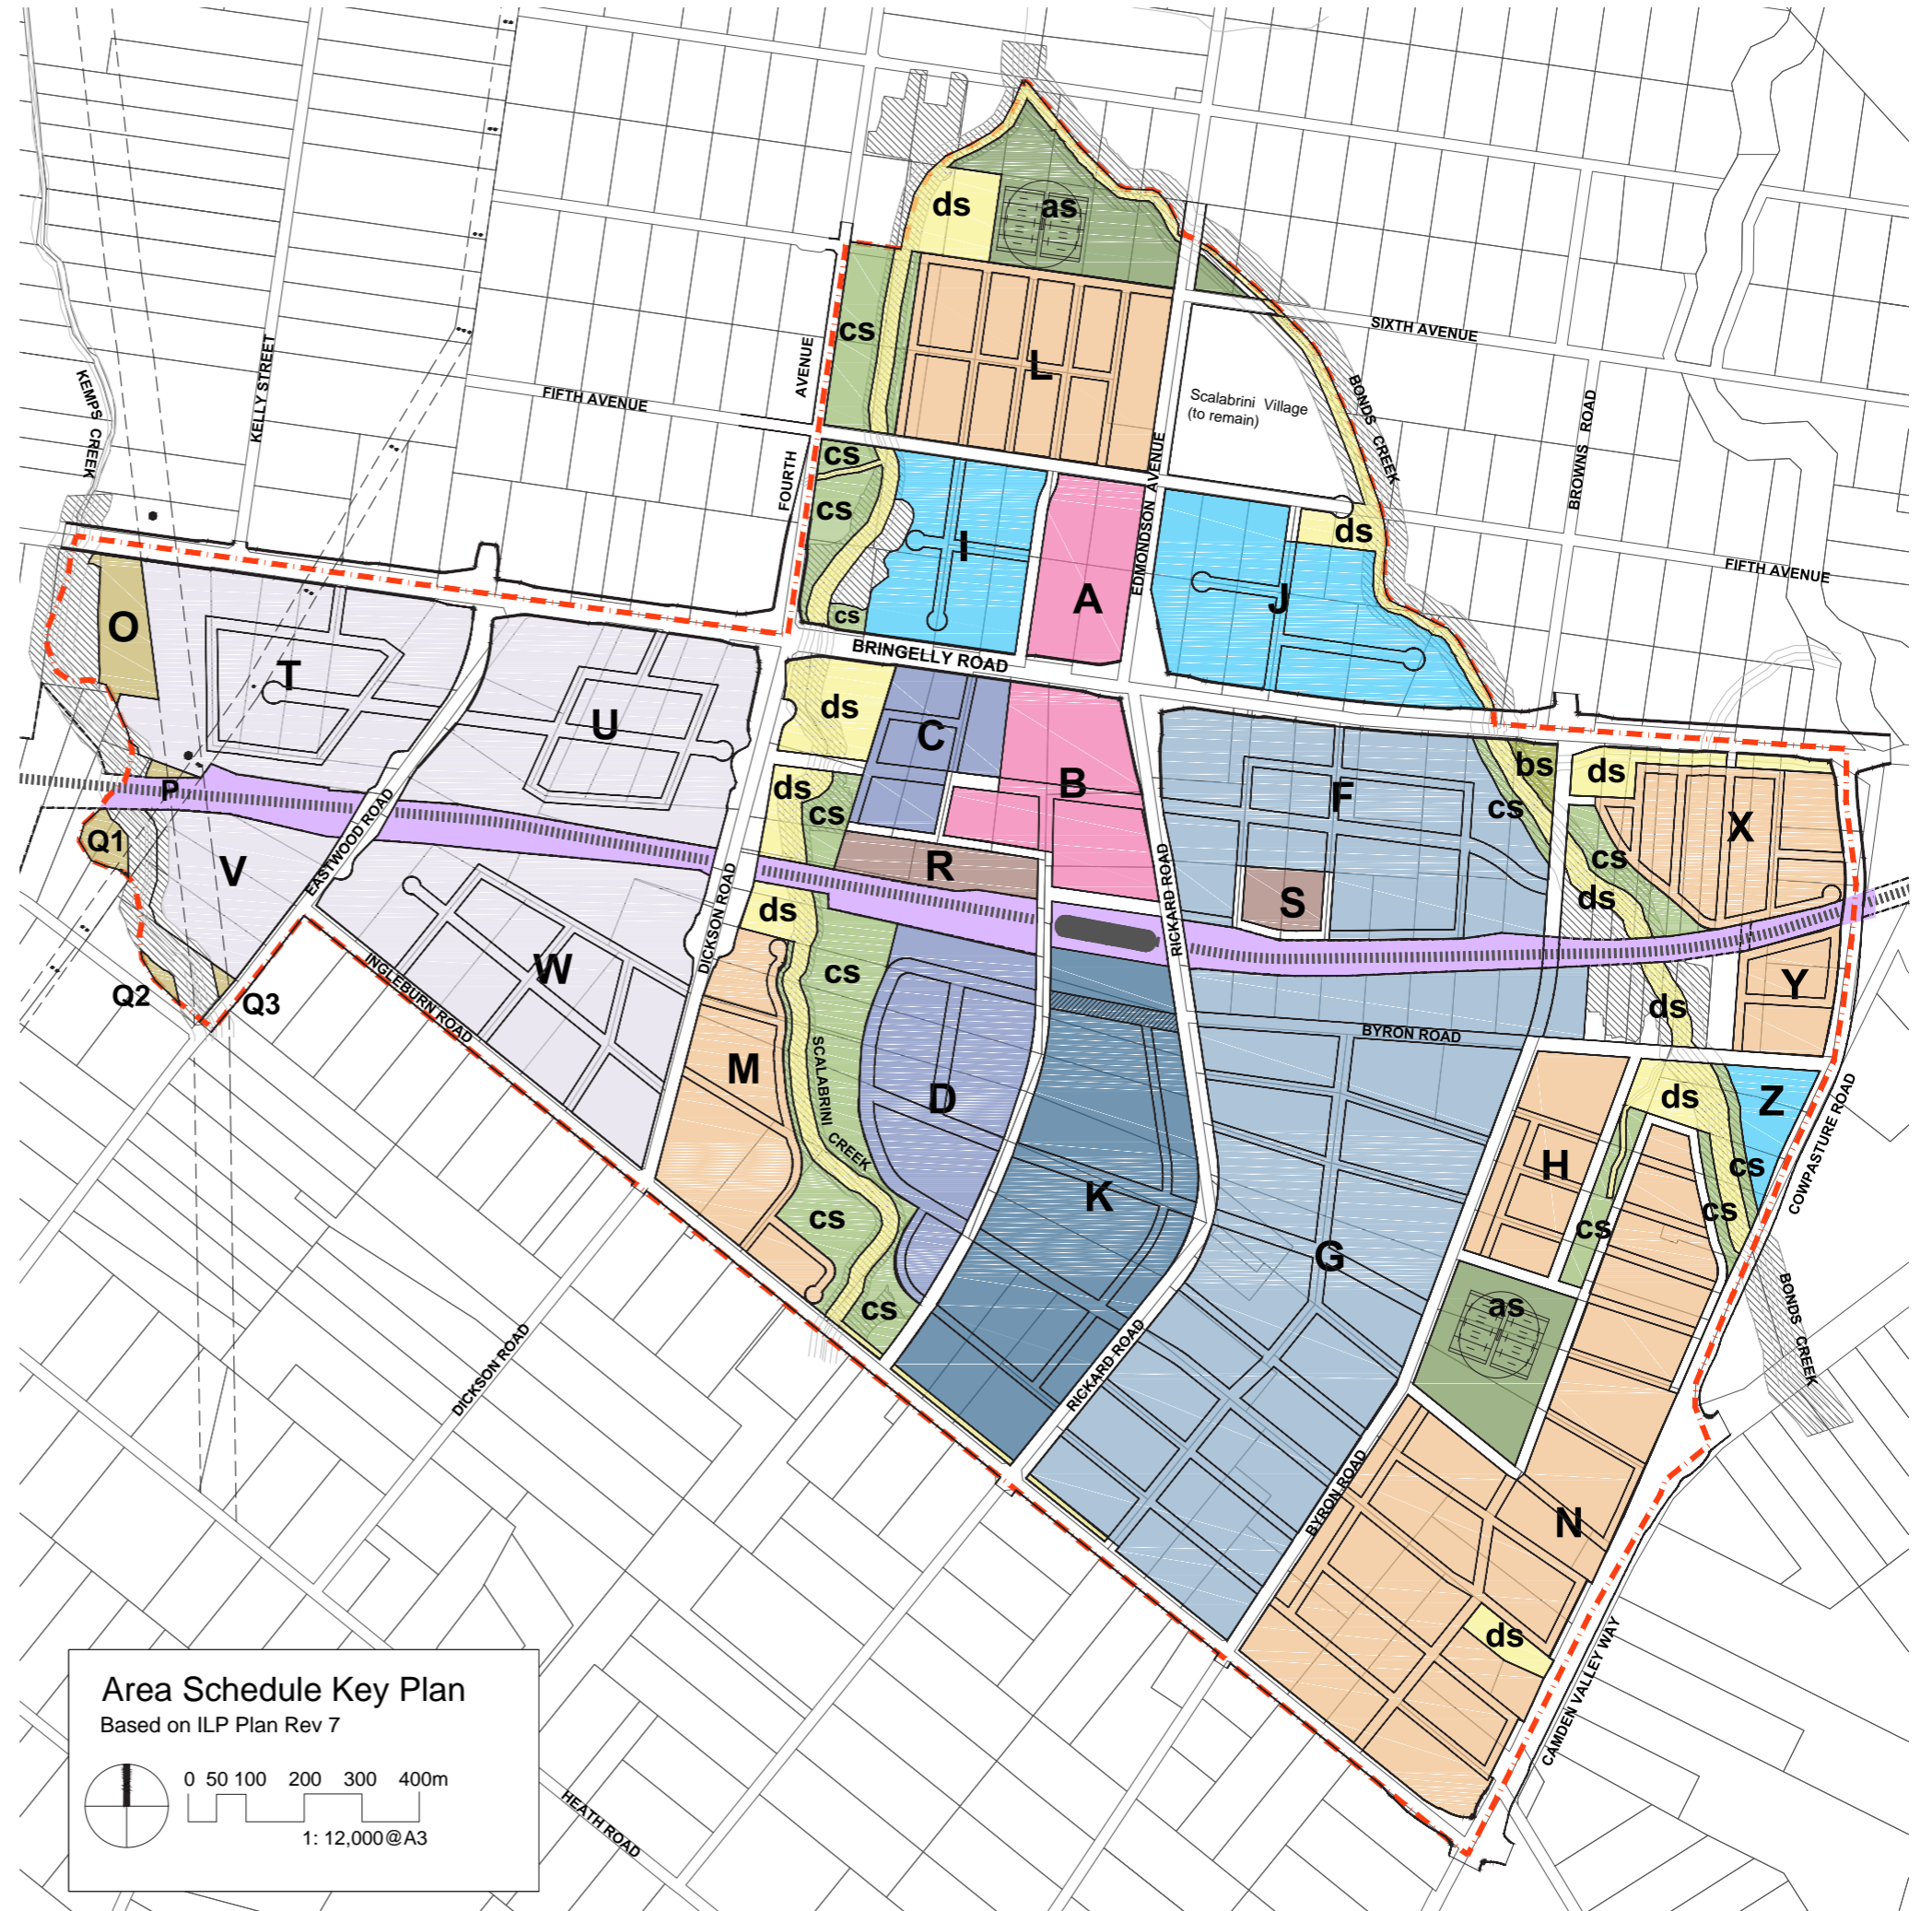 ds
as
cs
L
SIXTH AVENUE
KEMPS CREEK
KELLY STREET
FIFTH AVENUE
AVENUE
FOURTH
Scalabrini Village
(to remain)
BONDS CREEK
BROWNS ROAD
EDMONDSON AVENUE
cs
cs
ds
I
A
J
FIFTH AVENUE
cs
O
T
U
BRINGELLY ROAD
ds
C
B
F
bs
ds
cs
X
P
ds
cs
Q1
V
EASTWOOD ROAD
R
S
cs
ds
RICKARD ROAD
DICKSON ROAD
ds
cs
W
INGLEBURN ROAD
Q2
Q3
Y
ds
BYRON ROAD
M
SCALABRINI CREEK
D
K
ds
Z
H
cs
cs
cs
COWPASTURE ROAD
cs
cs
G
as
BONDS CREEK
RICKARD ROAD
DICKSON ROAD
BYRON ROAD
N
ds
CAMDEN VALLEY WAY
HEATH ROAD
Area Schedule Key Plan
Based on ILP Plan Rev 7
0 50 100 200 300 400m
1: 12,000@A3